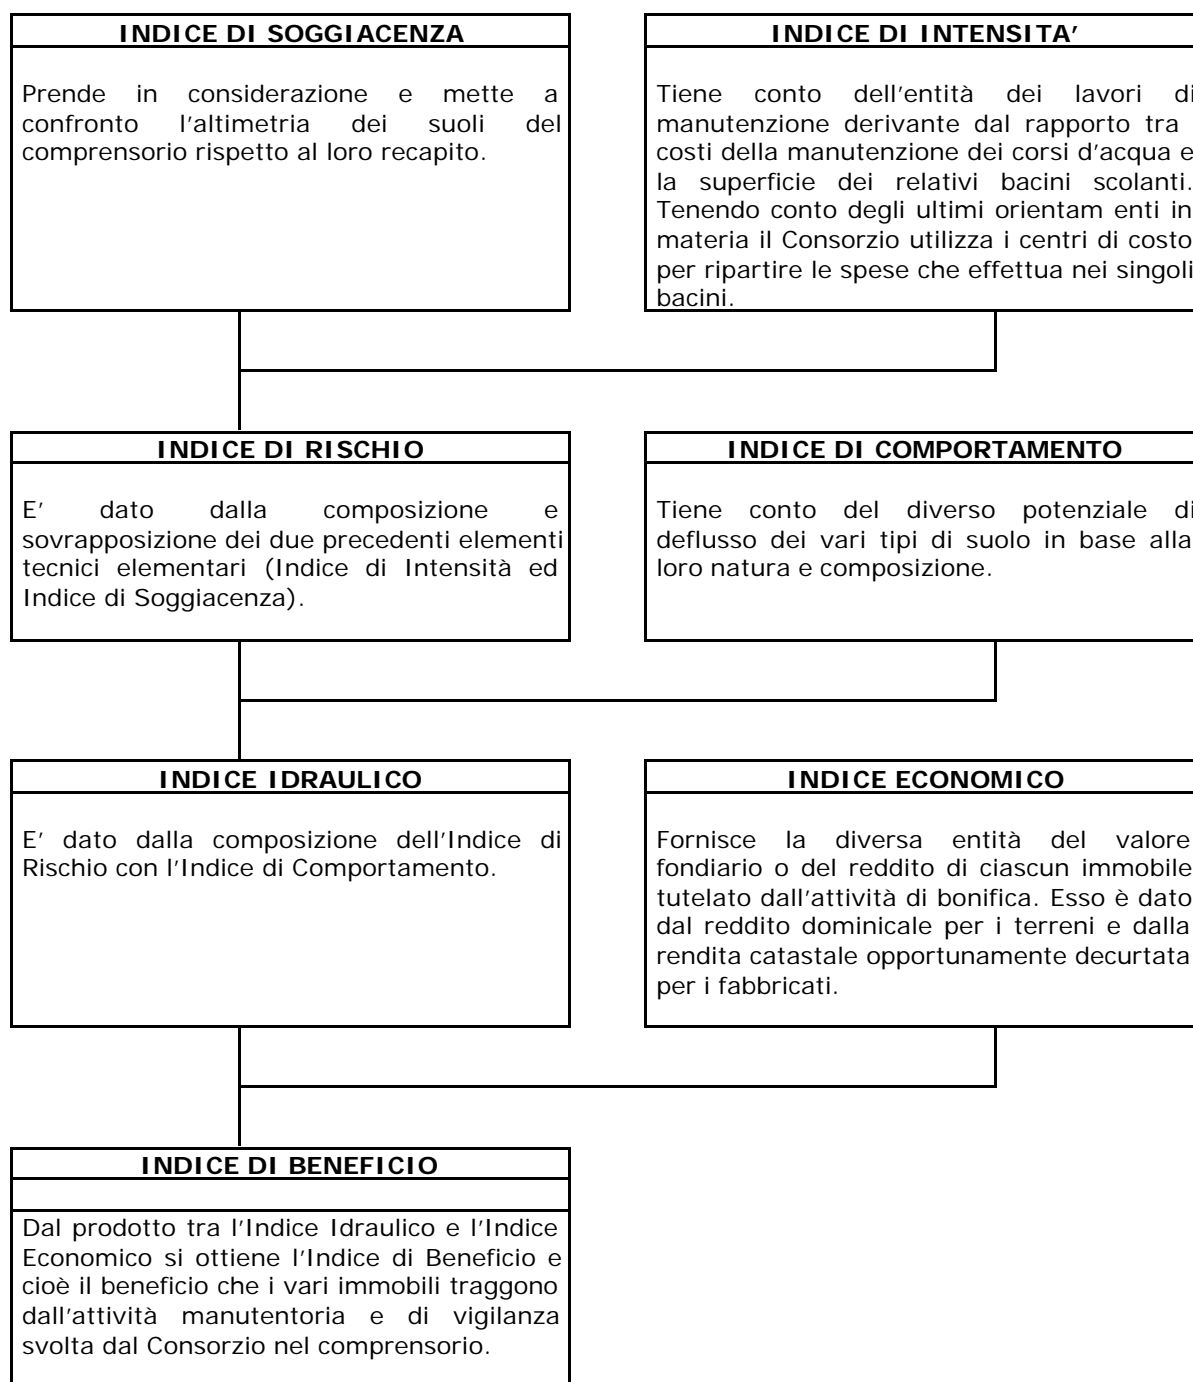 INDICE DI SOGGIACENZA
Prende in considerazione e mette a
confronto l'altimetria dei suoli del
comprensorio rispetto al loro recapito.
INDICE DI INTENSITA'
Tiene conto dell'entità dei lavori di
manutenzione derivante dal rapporto tra
costi della manutenzione dei corsi d'acqua e
la superficie dei relativi bacini scolanti.
Tenendo conto degli ultimi orientam enti in
materia il Consorzio utilizza i centri di costo
per ripartire le spese che effettua nei singoli
bacini.
INDICE DI RISCHIO
E' dato dalla composizione e
sovrapposizione dei due precedenti elementi
tecnici elementari (Indice di Intensità ed
Indice di Soggiacenza).
INDICE DI COMPORTAMENTO
Tiene conto del diverso potenziale di
deflusso dei vari tipi di suolo in base alla
loro natura e composizione.
INDICE IDRAULICO
E' dato dalla composizione dell'Indice di
Rischio con l'Indice di Comportamento.
INDICE ECONOMICO
Fornisce la diversa entità del valore
fondiario o del reddito di ciascun immobile
tutelato dall'attività di bonifica. Esso è dato
dal reddito dominicale per i terreni e dalla
rendita catastale opportunamente decurtata
per i fabbricati.
INDICE DI BENEFICIO
Dal prodotto tra l'Indice Idraulico e l'Indice
Economico si ottiene l'Indice di Beneficio e
cioè il beneficio che i vari immobili traggono
dall'attività manutentoria e di vigilanza
svolta dal Consorzio nel comprensorio.